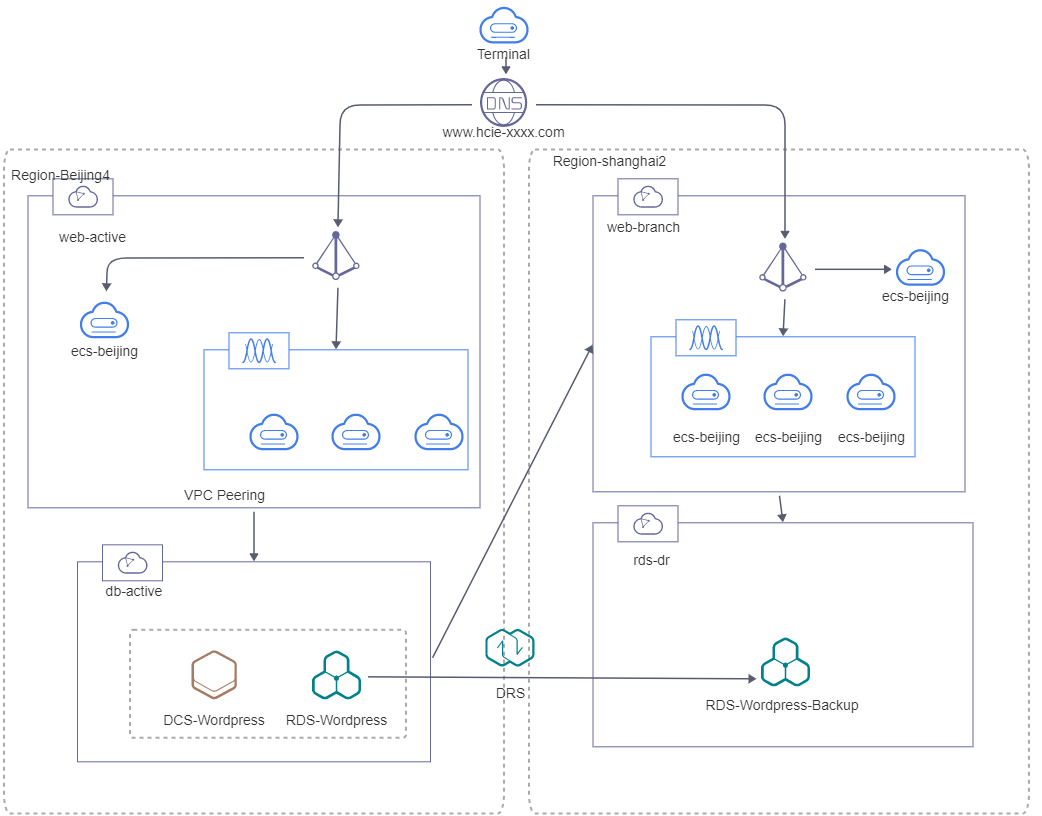 Terminal
DNS
www.hcie-xxxx.com
Region-Beijing4
web-active
ecs-beijing
VPC Peering
db-active
DCS-Wordpress
RDS-Wordpress
DRS
Region-shanghai2
web-branch
ecs-beijing
ecs-beijing
ecs-beijing
ecs-beijing
rds-dr
RDS-Wordpress-Backup